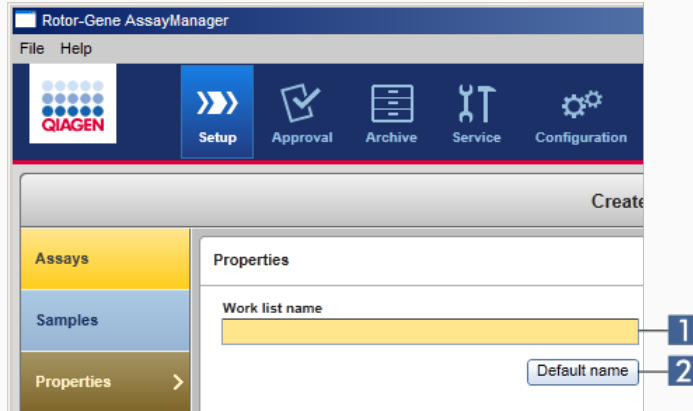 Rotor-Gene AssayManager
File Help
QIAGEN
Setup Approval Archive Service Configuration
Create
Assays
Properties
Work list name
1
Samples
Default name
2
Properties